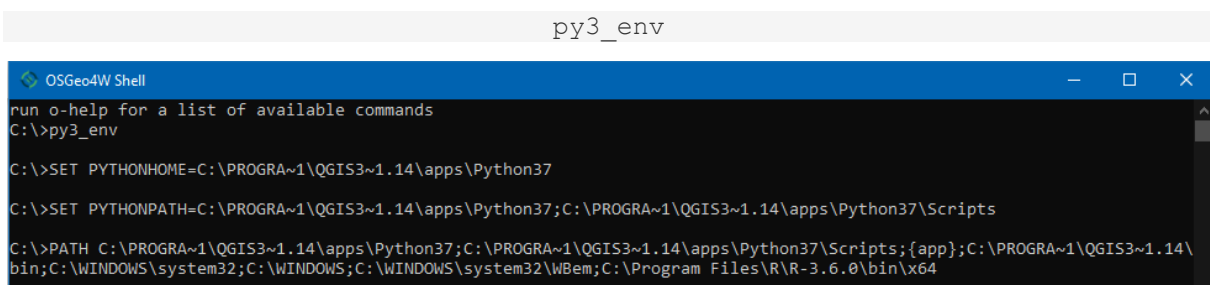 py3_env
OSGeo4W Shell
run o-help for a list of available commands
C:\>py3_env
C:\>SET PYTHONHOME=C:\PROGRA~1\QGIS3~1.14\apps\Python37
C:\>SET PYTHONPATH=C:\PROGRA~1\QGIS3~1.14\apps\Python37;C:\PROGRA~1\QGIS3~1.14\apps\Python37\Scripts
C:\>PATH C:\PROGRA~1\QGIS3~1.14\apps\Python37;C:\PROGRA~1\QGIS3~1.14\apps\Python37\Scripts;{app};C:\PROGRA~1\QGIS3~1.14\
bin;C:\WINDOWS\system32;C:\WINDOWS;C:\WINDOWS\system32\WBem;C:\Program Files\R\R-3.6.0\bin\x64